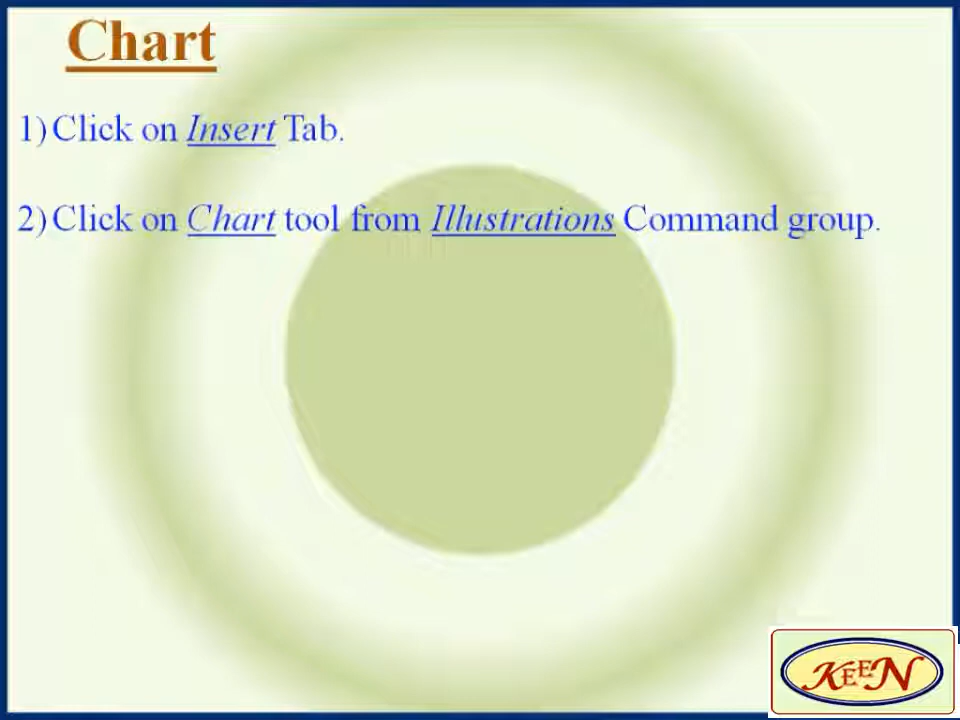 Chart
1) Click on Insert Tab.
2) Click on Chart tool from Illustrations Command group.
KEEN